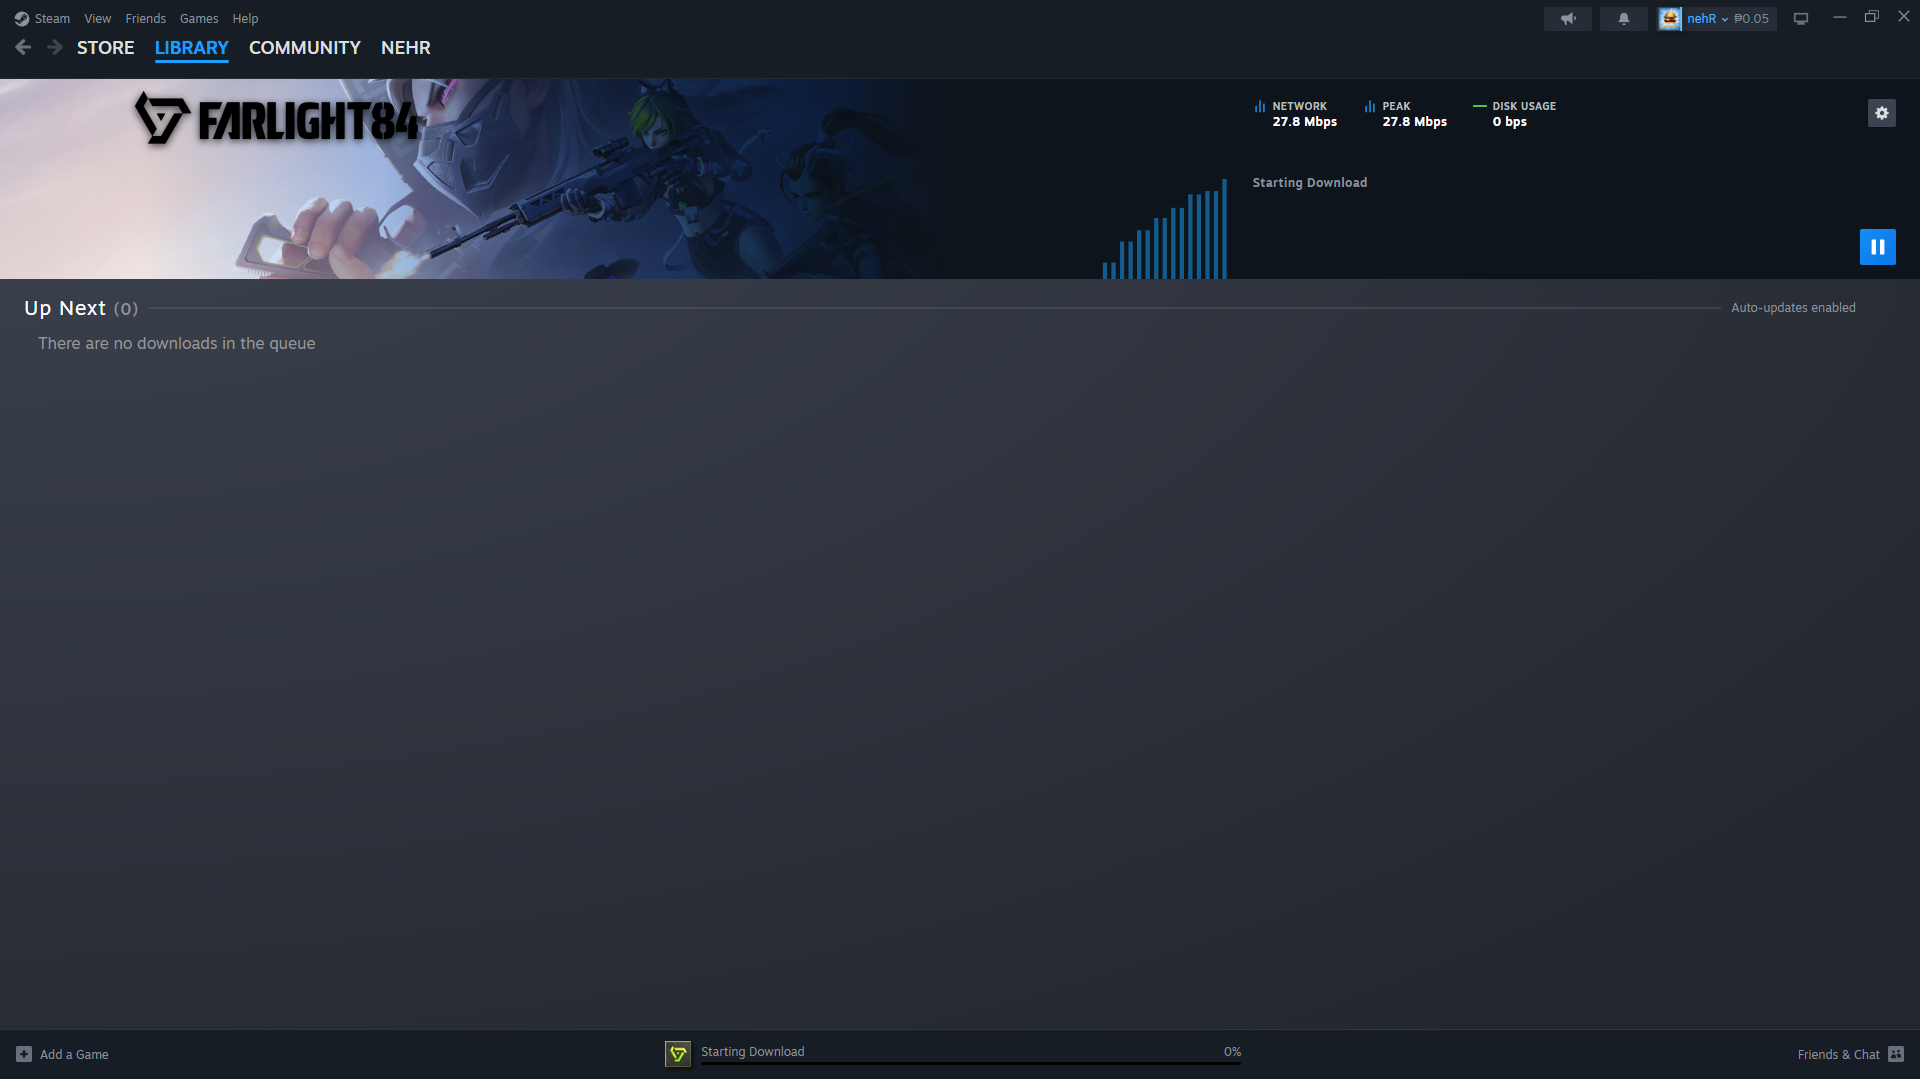 Steam View Friends Games Help
nehR ₱0.05
STORE LIBRARY COMMUNITY NEHR
FARLIGHT84
NETWORK PEAK DISK USAGE
27.8 Mbps 27.8 Mbps 0 bps
Starting Download
Up Next (0) Auto-updates enabled
There are no downloads in the queue
Add a Game Starting Download 0% Friends & Chat